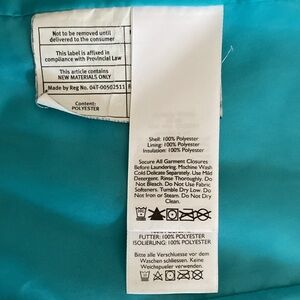 Not to be removed until
delivered to the consumer
This label is affixed in
compliance with Provincial Law
This article contains
NEW MATERIALS ONLY
Made by Reg No. 04T-00502511
Content:
POLYESTER
Shell: 100% Polyester
Lining: 100% Polyester
Insulation: 100% Polyester
Secure All Garment Closures
Before Laundering. Machine Wash
Cold Delicate Separately. Use Mild
Detergent. Rinse Thoroughly. Do
Not Bleach. Do Not Use Fabric
Softeners. Tumble Dry Low. Do
Not Iron or Steam. Do Not Dry
Clean.
FUTTER: 100% POLYESTER
ISOLIERUNG: 100% POLYESTER
Bitte alle Verschlusse vor dem
Waschen schliessen. Keine
Weichspueler verwenden.